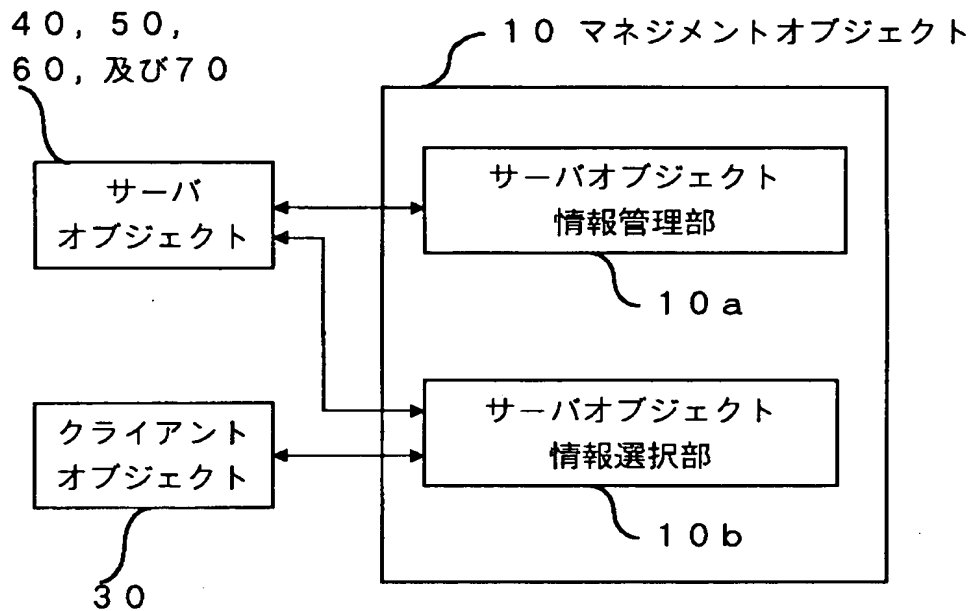 ４０，５０，
６０，及び７０
サーバ
オブジェクト
クライアント
オブジェクト
３０
１０ マネジメントオブジェクト
サーバオブジェクト
情報管理部
１０ａ
サーバオブジェクト
情報選択部
１０ｂ